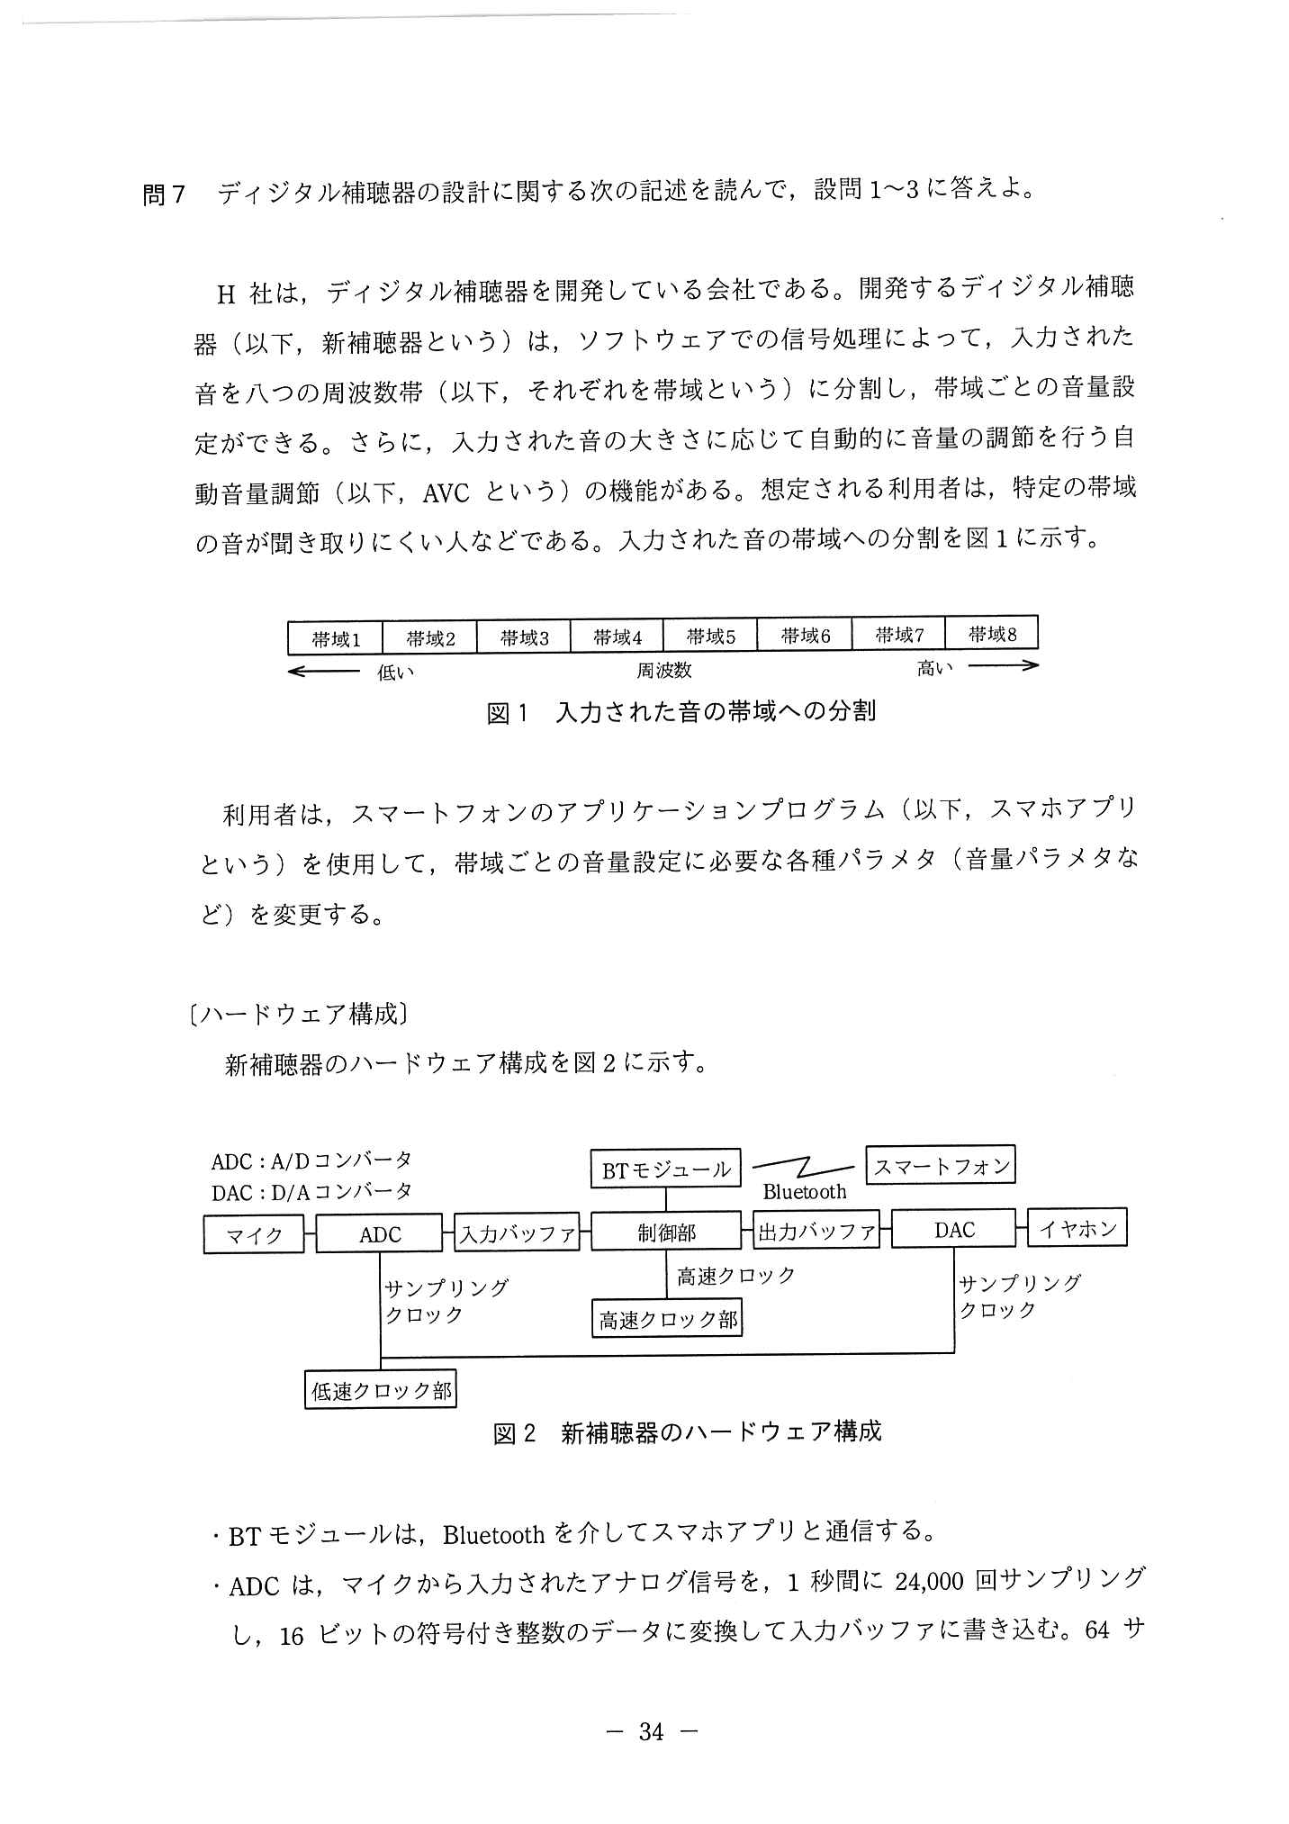 問7 ディジタル補聴器の設計に関する次の記述を読んで，設問1～3に答えよ。
H 社は，ディジタル補聴器を開発している会社である。開発するディジタル補聴
器（以下，新補聴器という）は，ソフトウェアでの信号処理によって，入力された
音を八つの周波数帯（以下，それぞれを帯域という）に分割し，帯域ごとの音量設
定ができる。さらに，入力された音の大きさに応じて自動的に音量の調節を行う自
動音量調節（以下，AVC という）の機能がある。想定される利用者は，特定の帯域
の音が聞き取りにくい人などである。入力された音の帯域への分割を図1に示す。
帯域1 帯域2 帯域3 帯域4 帯域5 帯域6 帯域7 帯域8
低い 周波数 高い
図1 入力された音の帯域への分割
利用者は，スマートフォンのアプリケーションプログラム（以下，スマホアプリ
という）を使用して，帯域ごとの音量設定に必要な各種パラメタ（音量パラメタな
ど）を変更する。
〔ハードウェア構成〕
新補聴器のハードウェア構成を図2に示す。
ADC：A/Dコンバータ
DAC：D/Aコンバータ
BTモジュール Bluetooth スマートフォン
マイク ADC 入力バッファ 制御部 出力バッファ DAC イヤホン
サンプリング
クロック
高速クロック
高速クロック部
サンプリング
クロック
低速クロック部
図2 新補聴器のハードウェア構成
・BTモジュールは，Bluetoothを介してスマホアプリと通信する。
・ADC は，マイクから入力されたアナログ信号を，1 秒間に 24,000 回サンプリング
し，16 ビットの符号付き整数のデータに変換して入力バッファに書き込む。64 サ
－ 34 －